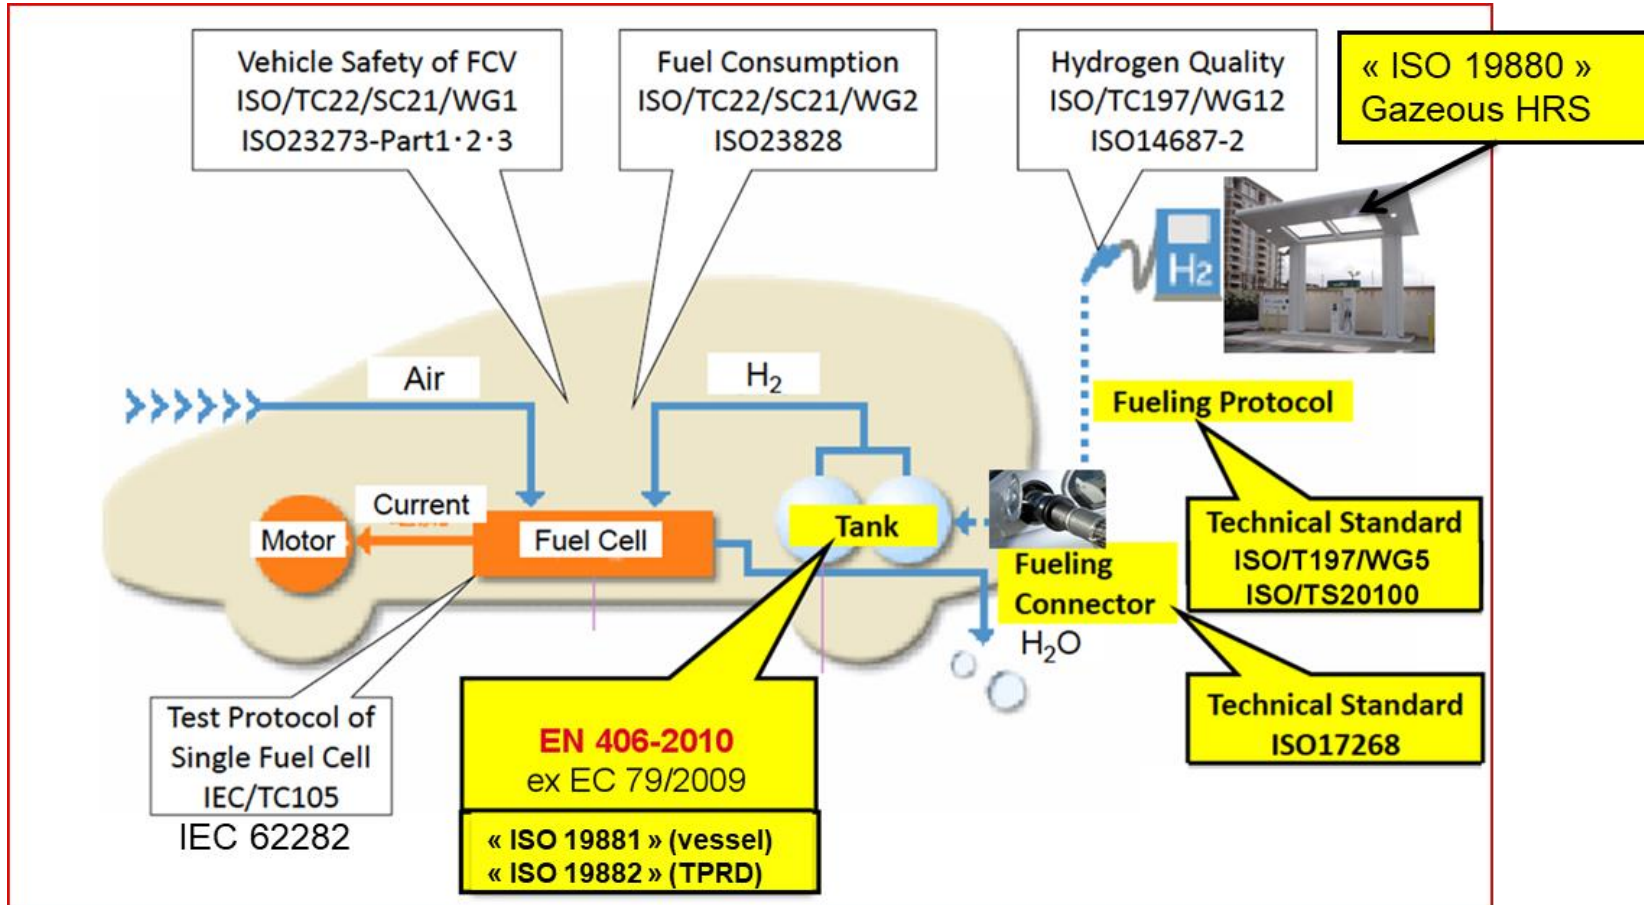 Vehicle Safety of FCV
ISO/TC22/SC21/WG1
ISO23273-Part1·2·3
Fuel Consumption
ISO/TC22/SC21/WG2
ISO23828
Hydrogen Quality
ISO/TC197/WG12
ISO14687-2
« ISO 19880 »
Gazeous HRS
H2
Air
H₂
Fueling Protocol
Current
Motor
Fuel Cell
Tank
Technical Standard
ISO/T197/WG5
ISO/TS20100
Fueling
Connector
H₂O
Technical Standard
ISO17268
Test Protocol of
Single Fuel Cell
IEC/TC105
IEC 62282
EN 406-2010
ex EC 79/2009
« ISO 19881 » (vessel)
« ISO 19882 » (TPRD)